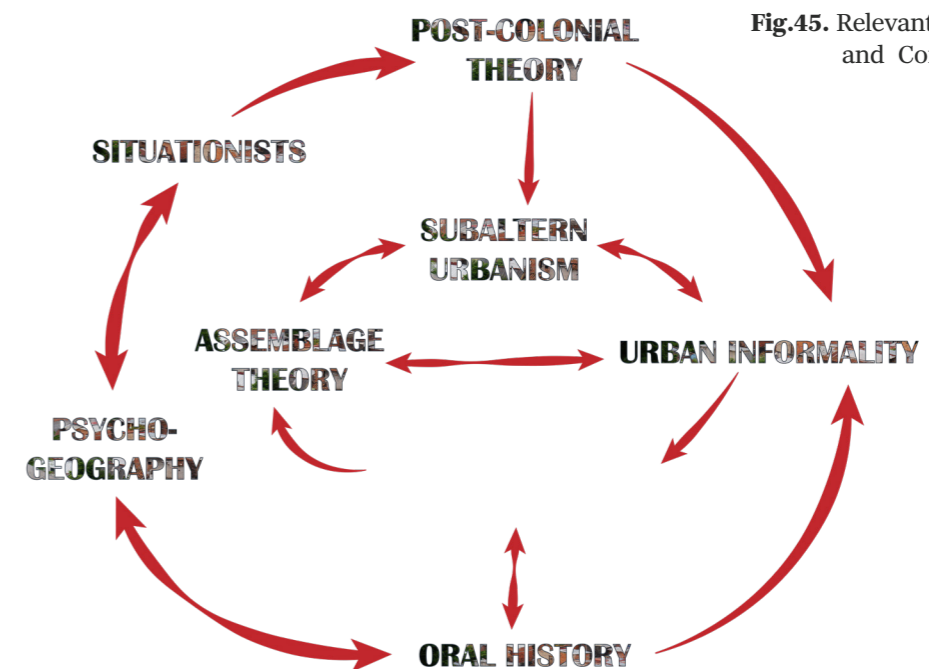 POST-COLONIAL
THEORY
Fig.45. Relevant
and Co
SITUATIONISTS
SUBALTERN
URBANISM
ASSEMBLAGE
THEORY
URBAN INFORMALITY
PSYCHO-
GEOGRAPHY
ORAL HISTORY